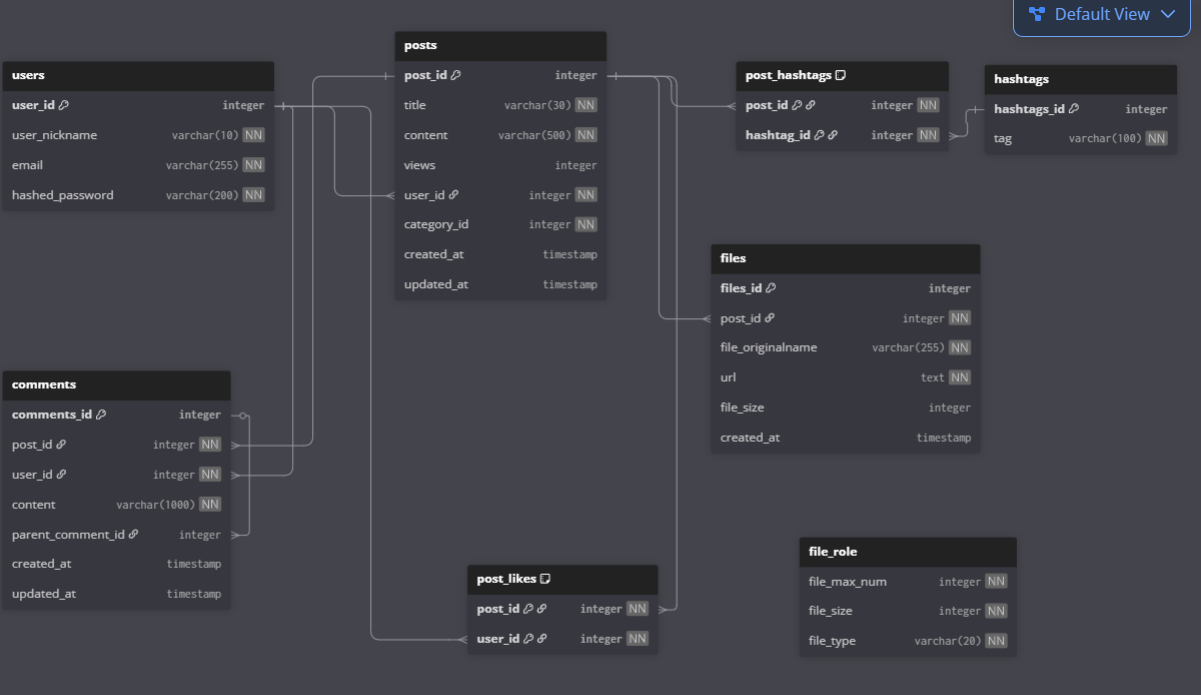 Default View
users
user_id integer
user_nickname varchar(10) NN
email varchar(255) NN
hashed_password varchar(200) NN
posts
post_id integer
title varchar(30) NN
content varchar(500) NN
views integer
user_id integer NN
category_id integer NN
created_at timestamp
updated_at timestamp
post_hashtags
post_id integer NN
hashtag_id integer NN
hashtags
hashtags_id integer
tag varchar(100) NN
files
files_id integer
post_id integer NN
file_originalname varchar(255) NN
url text NN
file_size integer
created_at timestamp
comments
comments_id integer
post_id integer NN
user_id integer NN
content varchar(1000) NN
parent_comment_id integer
created_at timestamp
updated_at timestamp
post_likes
post_id integer NN
user_id integer NN
file_role
file_max_num integer NN
file_size integer NN
file_type varchar(20) NN